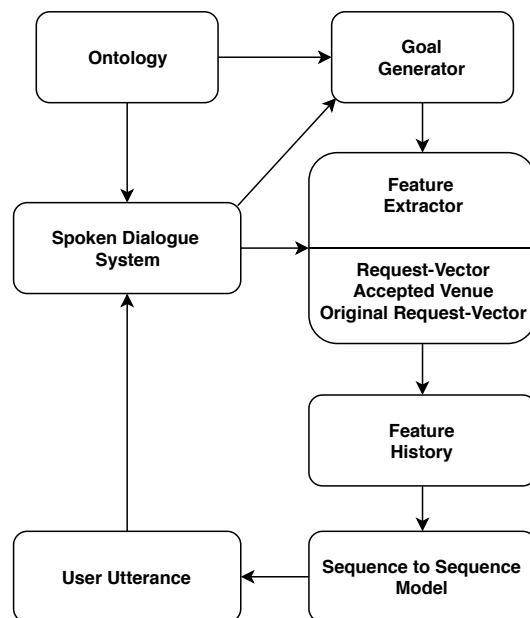 Ontology
Goal
Generator
Feature
Extractor
Spoken Dialogue
System
Request-Vector
Accepted Venue
Original Request-Vector
Feature
History
User Utterance
Sequence to Sequence
Model